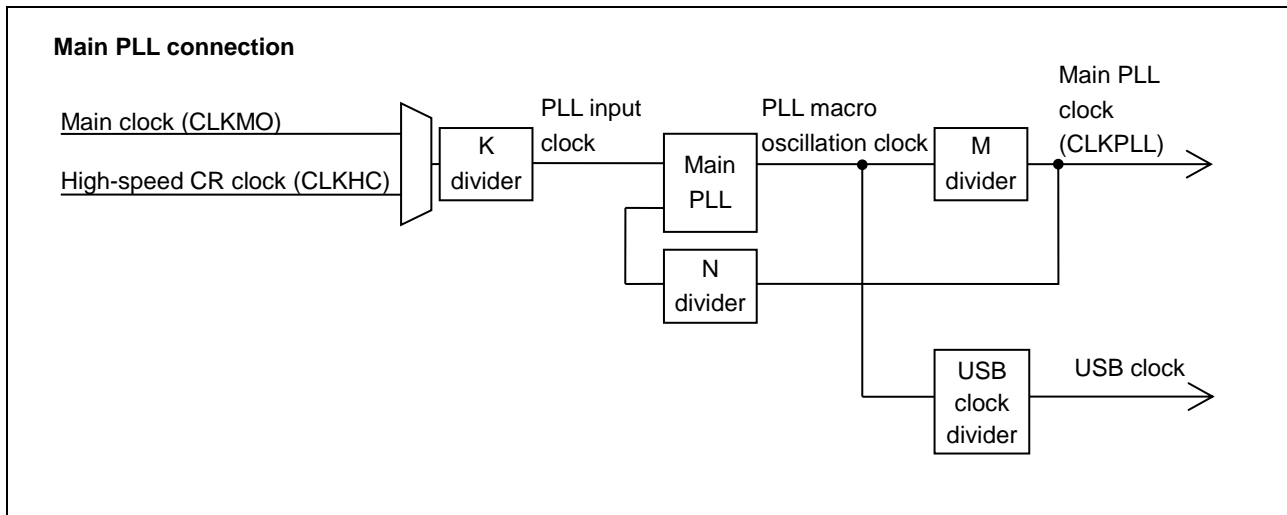 Main PLL connection
Main clock (CLKMO)
High-speed CR clock (CLKHC)
K
divider
PLL input
clock
Main
PLL
N
divider
PLL macro
oscillation clock
M
divider
Main PLL
clock
(CLKPLL)
USB
clock
divider
USB clock